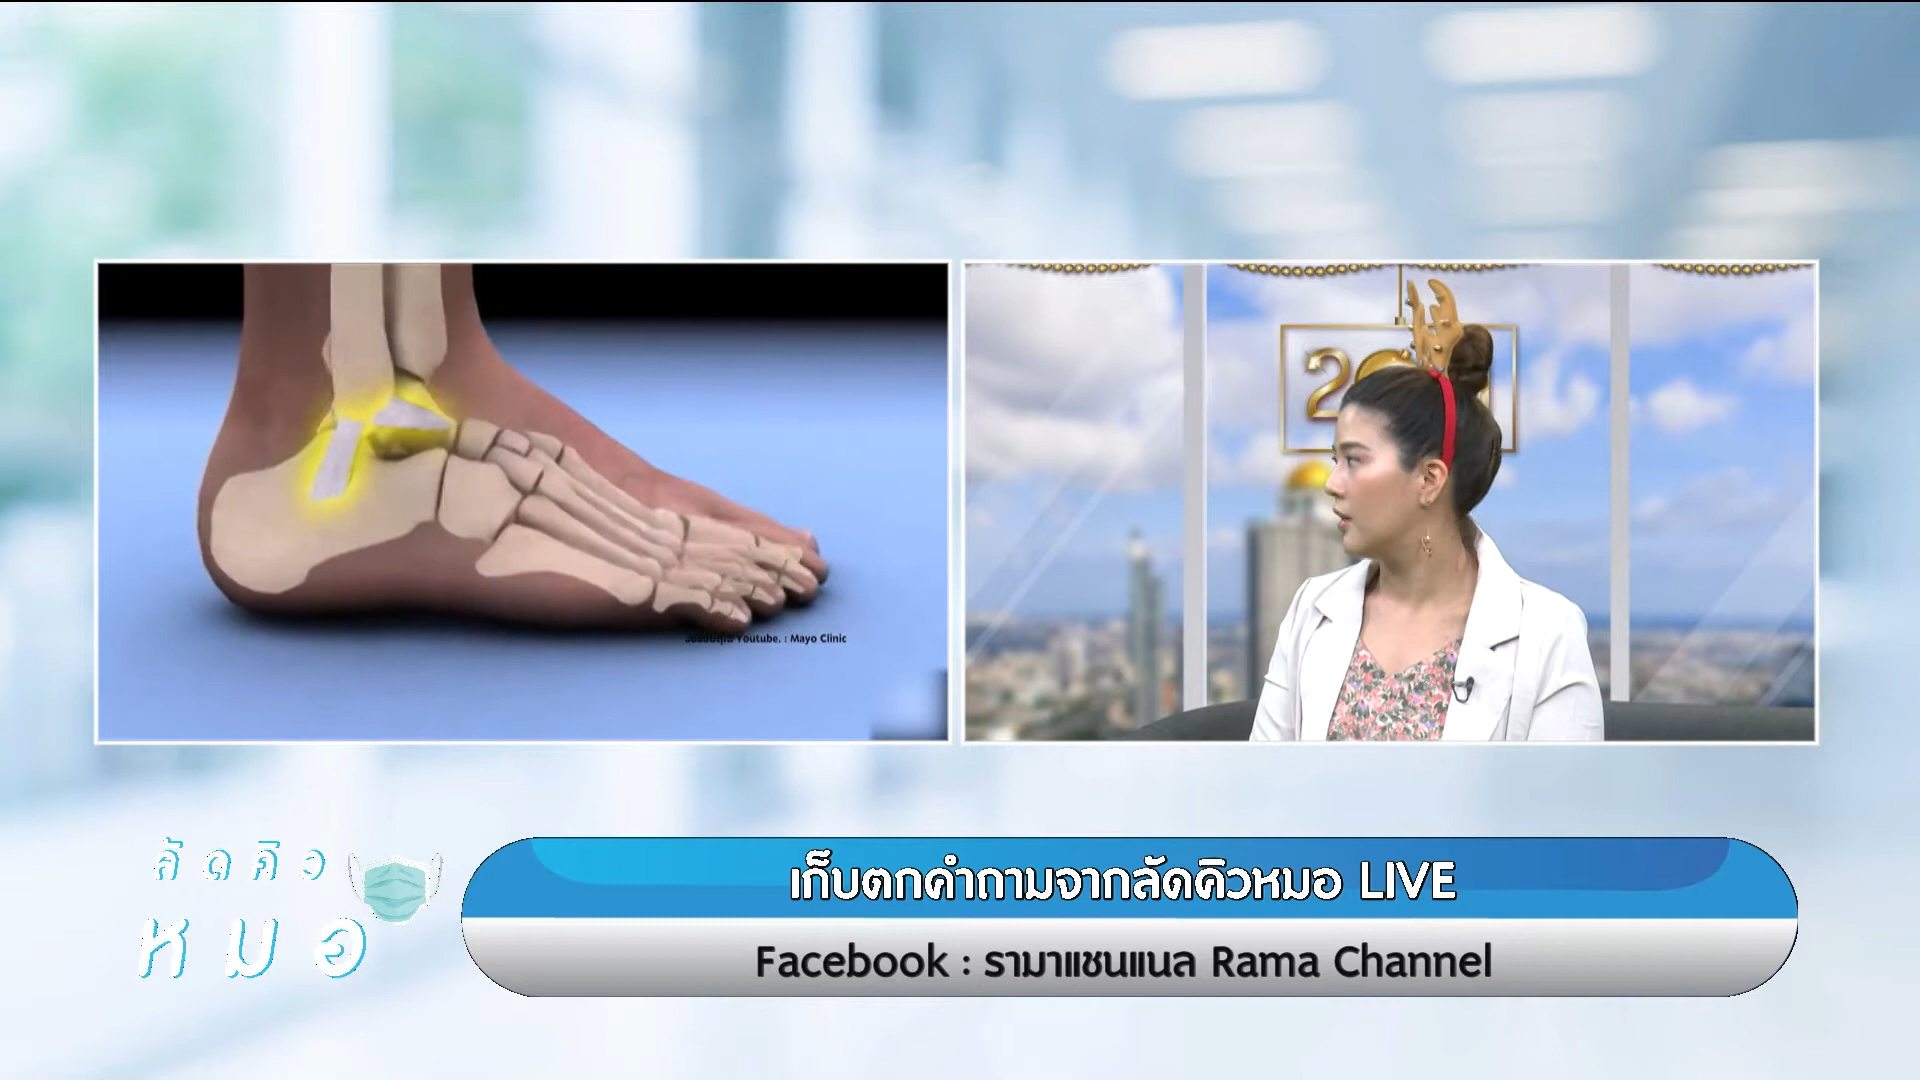 Youtube. : Mayo Clinic
ลัดคิว
หมอ
เก็บตกคำถามจากลัดคิวหมอ LIVE
Facebook : รามาแชนแนล Rama Channel